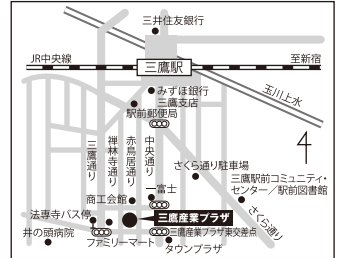 三井住友銀行
JR中央線
至新宿
三鷹駅
みずほ銀行
三鷹支店
駅前郵便局
玉川上水
三鷹通り
禅林寺通り
赤鳥居通り
中央通り
さくら通り駐車場
三鷹駅前コミュニティ・
センター／駅前図書館
さくら通り
商工会館
一富士
法専寺バス停
三鷹産業プラザ
三鷹産業プラザ東交差点
井の頭病院
ファミリーマート
タウンプラザ
4